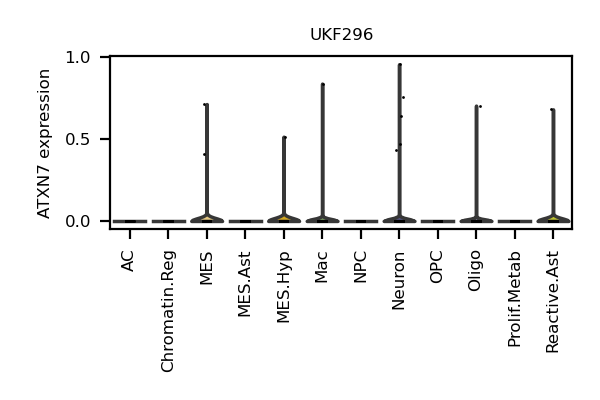 UKF296
ATXN7 expression
1.0
0.5
0.0
AC
Chromatin.Reg
MES
MES.Ast
MES.Hyp
Mac
NPC
Neuron
OPC
Oligo
Prolif.Metab
Reactive.Ast